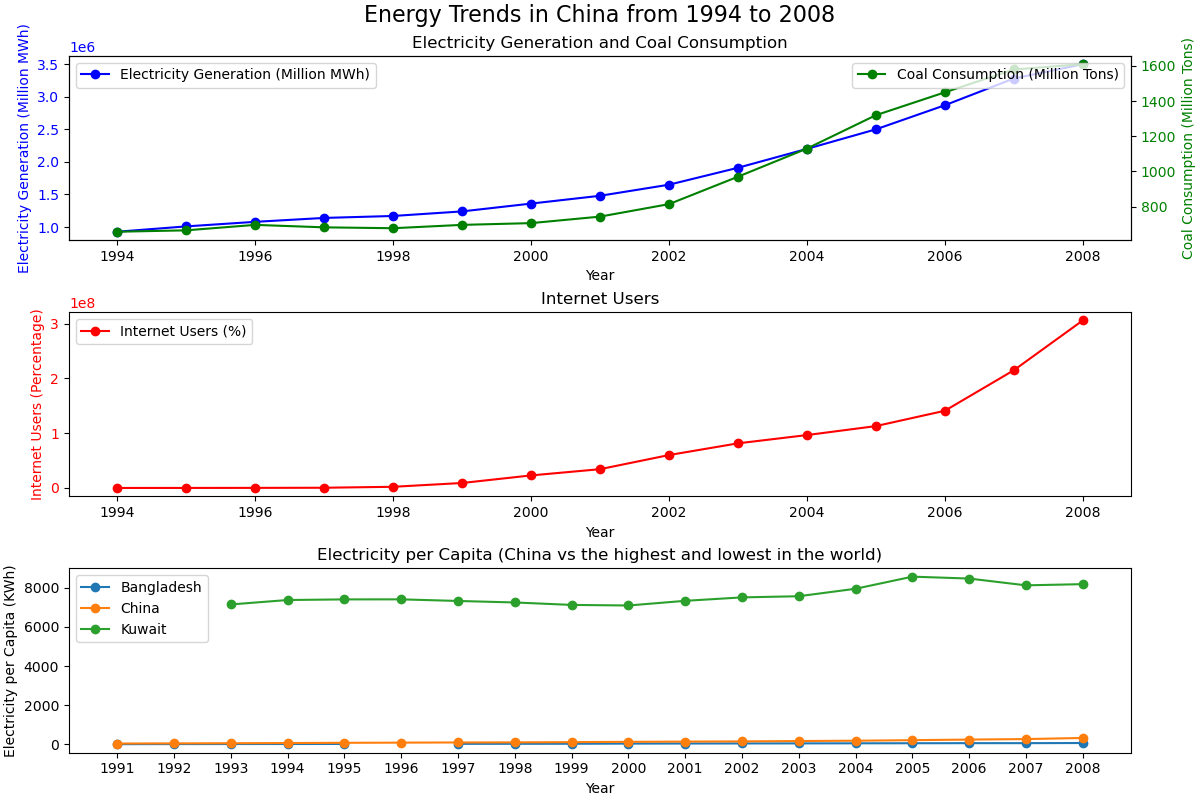 Energy Trends in China from 1994 to 2008
Electricity Generation and Coal Consumption
1e6
Electricity Generation (Million MWh)
3.5
3.0
2.5
2.0
1.5
1.0
Electricity Generation (Million MWh)
Coal Consumption (Million Tons)
1600
1400
1200
1000
800
Coal Consumption (Million Tons)
1994 1996 1998 2000 2002 2004 2006 2008
Year
Internet Users
1e8
Internet Users (Percentage)
3
2
1
0
Internet Users (%)
1994 1996 1998 2000 2002 2004 2006 2008
Year
Electricity per Capita (China vs the highest and lowest in the world)
Electricity per Capita (KWh)
8000
6000
4000
2000
0
Bangladesh
China
Kuwait
1991 1992 1993 1994 1995 1996 1997 1998 1999 2000 2001 2002 2003 2004 2005 2006 2007 2008
Year